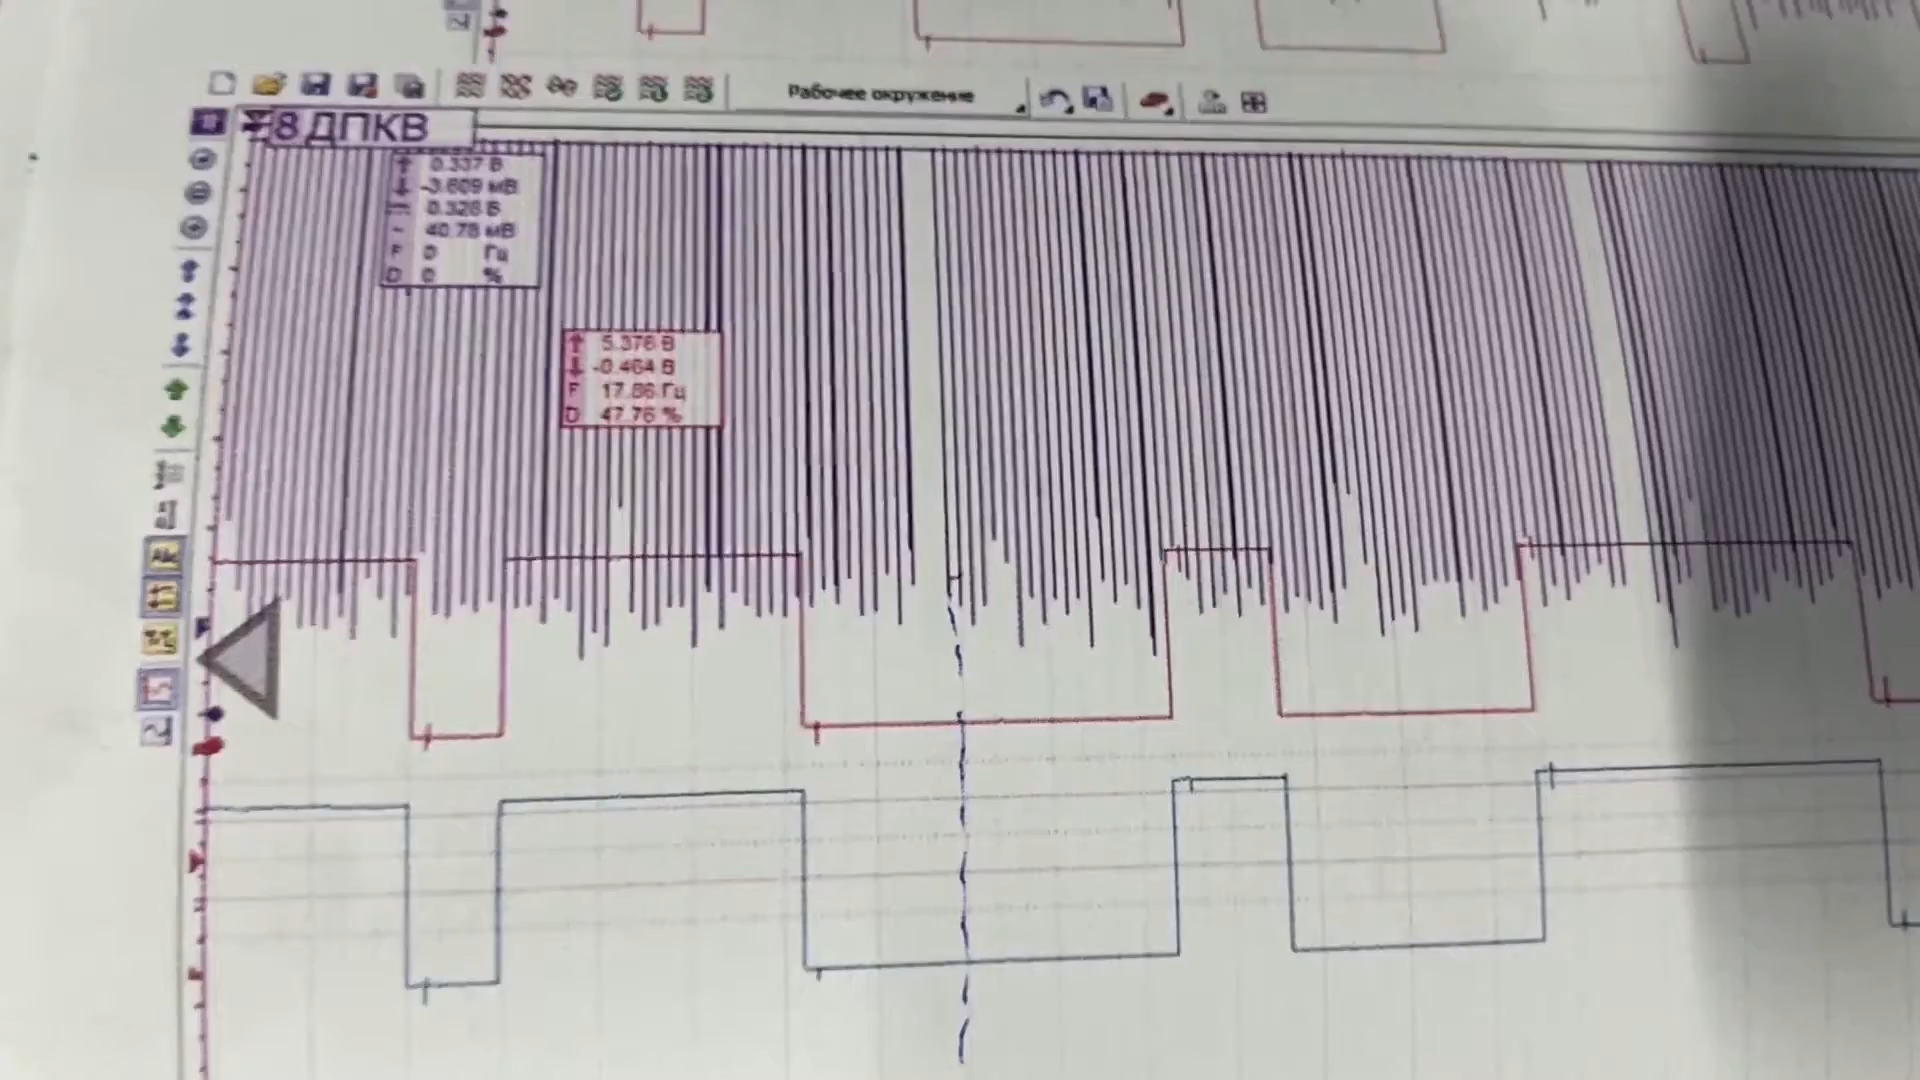 Рабочее окружение
8 ДПКВ
0.337 В
-3.609 мВ
0.326 В
~ 40.78 мВ
F 0 Гц
D 0 %
5.376 В
-0.464 В
F 17.86 Гц
D 47.76 %